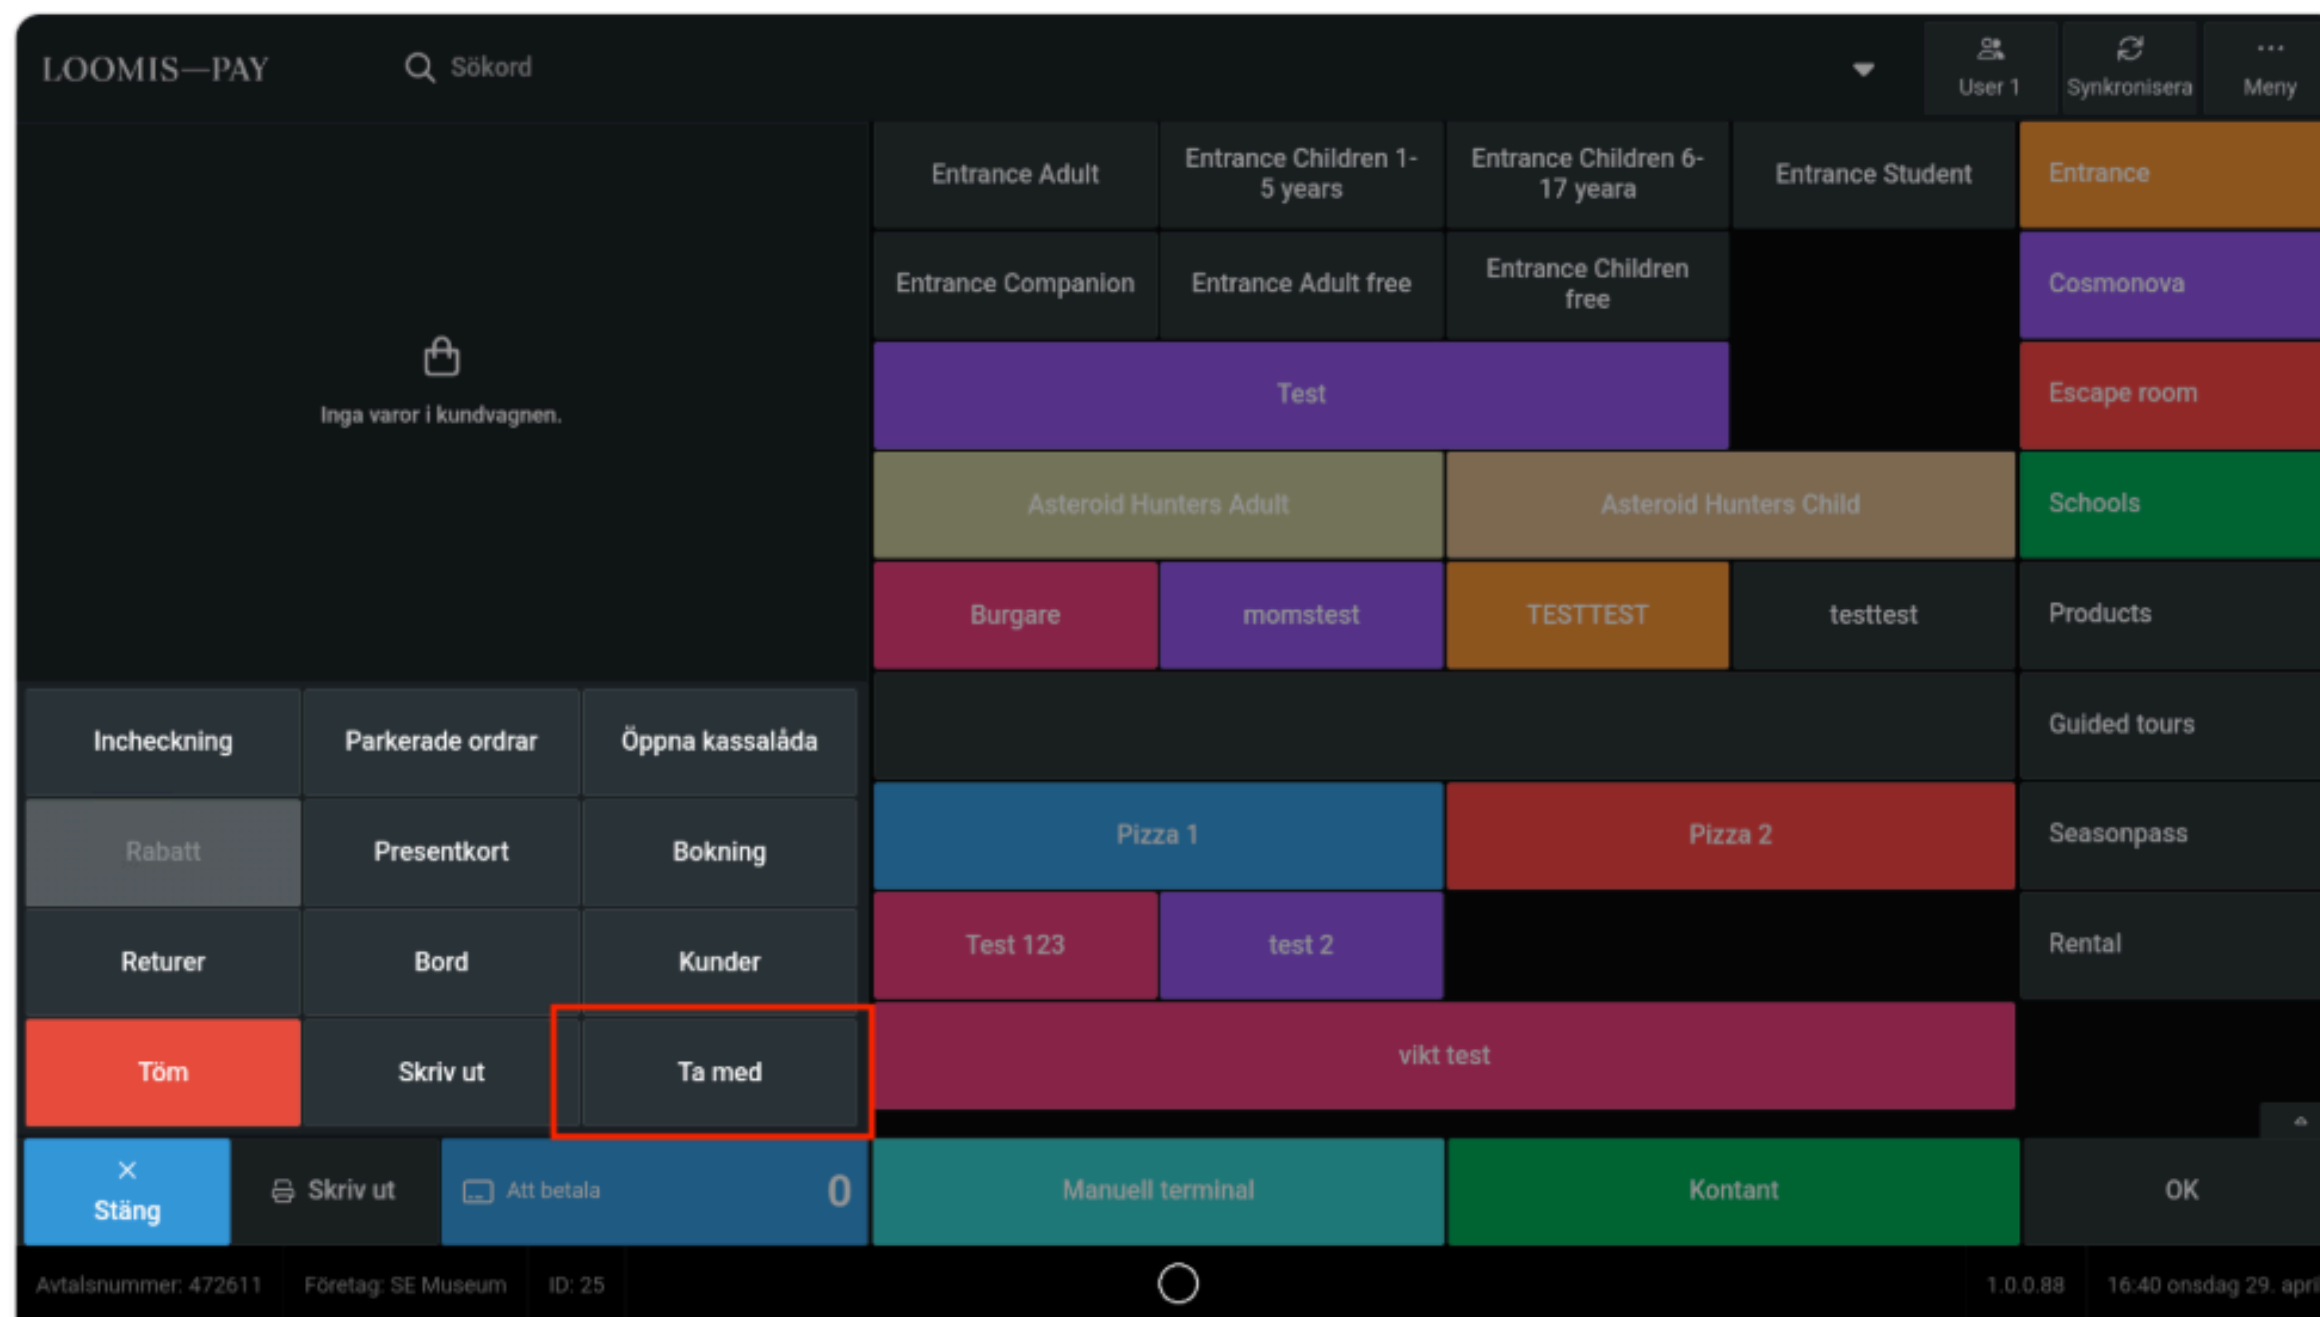 LOOMIS—PAY
Sökord
User 1
Synkronisera
Meny
Entrance Adult
Entrance Children 1-
5 years
Entrance Children 6-
17 yeara
Entrance Student
Entrance
Entrance Companion
Entrance Adult free
Entrance Children
free
Cosmonova
Inga varor i kundvagnen.
Test
Escape room
Asteroid Hunters Adult
Asteroid Hunters Child
Schools
Burgare
momstest
TESTTEST
testtest
Products
Incheckning
Parkerade ordrar
Öppna kassalåda
Guided tours
Rabatt
Presentkort
Bokning
Pizza 1
Pizza 2
Seasonpass
Returer
Bord
Kunder
Test 123
test 2
Rental
Töm
Skriv ut
Ta med
vikt test
Stäng
Skriv ut
Att betala
0
Manuell terminal
Kontant
OK
Avtalsnummer: 472611
Företag: SE Museum
ID: 25
1.0.0.88
16:40 onsdag 29. april